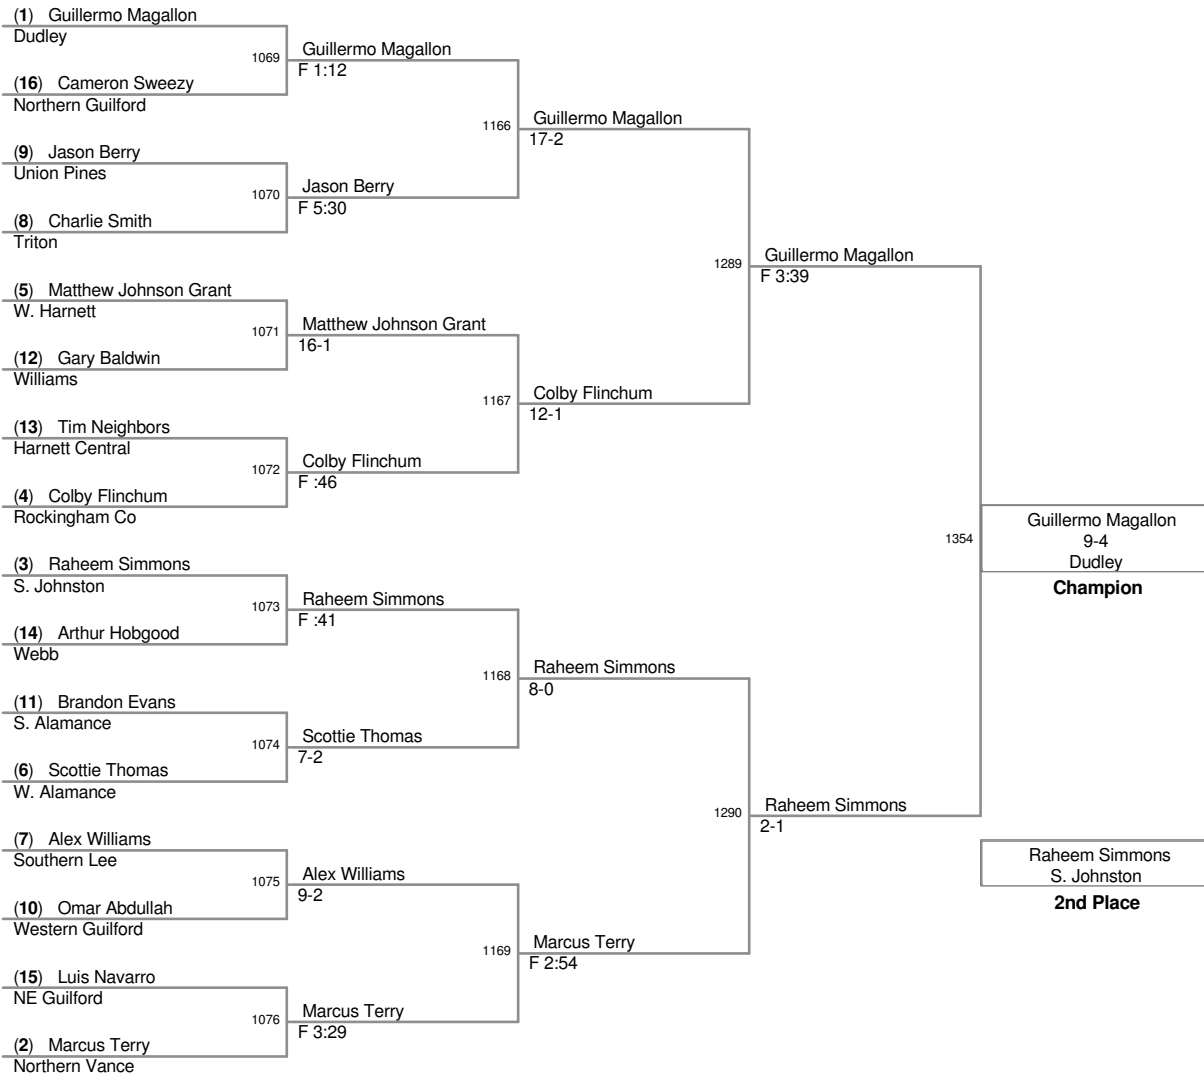 (1) Guillermo Magallon
Dudley
1069
Guillermo Magallon
F 1:12
(16) Cameron Sweezy
Northern Guilford
1166
Guillermo Magallon
17-2
(9) Jason Berry
Union Pines
1070
Jason Berry
F 5:30
(8) Charlie Smith
Triton
1289
Guillermo Magallon
F 3:39
(5) Matthew Johnson Grant
W. Harnett
1071
Matthew Johnson Grant
16-1
(12) Gary Baldwin
Williams
1167
Colby Flinchum
12-1
(13) Tim Neighbors
Harnett Central
1072
Colby Flinchum
F :46
(4) Colby Flinchum
Rockingham Co
1354
Guillermo Magallon
9-4
Dudley
Champion
(3) Raheem Simmons
S. Johnston
1073
Raheem Simmons
F :41
(14) Arthur Hobgood
Webb
1168
Raheem Simmons
8-0
(11) Brandon Evans
S. Alamance
1074
Scottie Thomas
7-2
(6) Scottie Thomas
W. Alamance
1290
Raheem Simmons
2-1
(7) Alex Williams
Southern Lee
1075
Alex Williams
9-2
(10) Omar Abdullah
Western Guilford
1169
Marcus Terry
F 2:54
(15) Luis Navarro
NE Guilford
1076
Marcus Terry
F 3:29
(2) Marcus Terry
Northern Vance
Raheem Simmons
S. Johnston
2nd Place